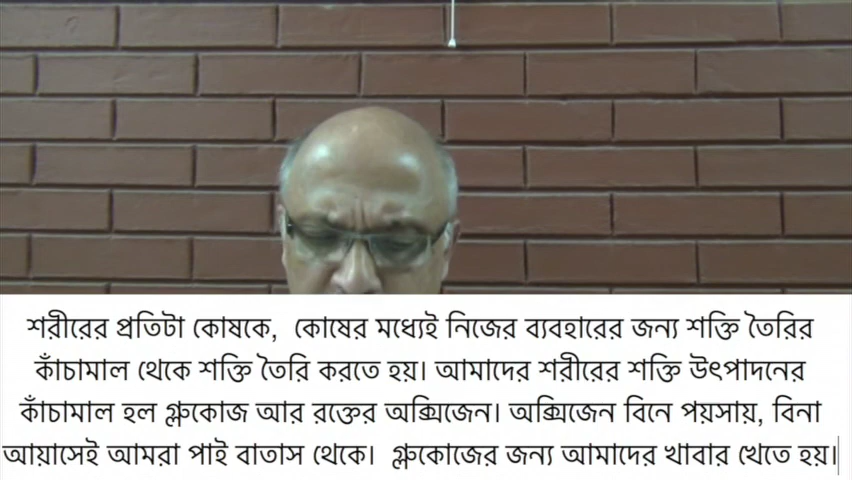 শরীরের প্রতিটা কোষকে,  কোষের মধ্যেই নিজের ব্যবহারের জন্য শক্তি তৈরির
কাঁচামাল থেকে শক্তি তৈরি করতে হয়। আমাদের শরীরের শক্তি উৎপাদনের
কাঁচামাল হল গ্লুকোজ আর রক্তের অক্সিজেন। অক্সিজেন বিনে পয়সায়, বিনা
আয়াসেই আমরা পাই বাতাস থেকে।  গ্লুকোজের জন্য আমাদের খাবার খেতে হয়।